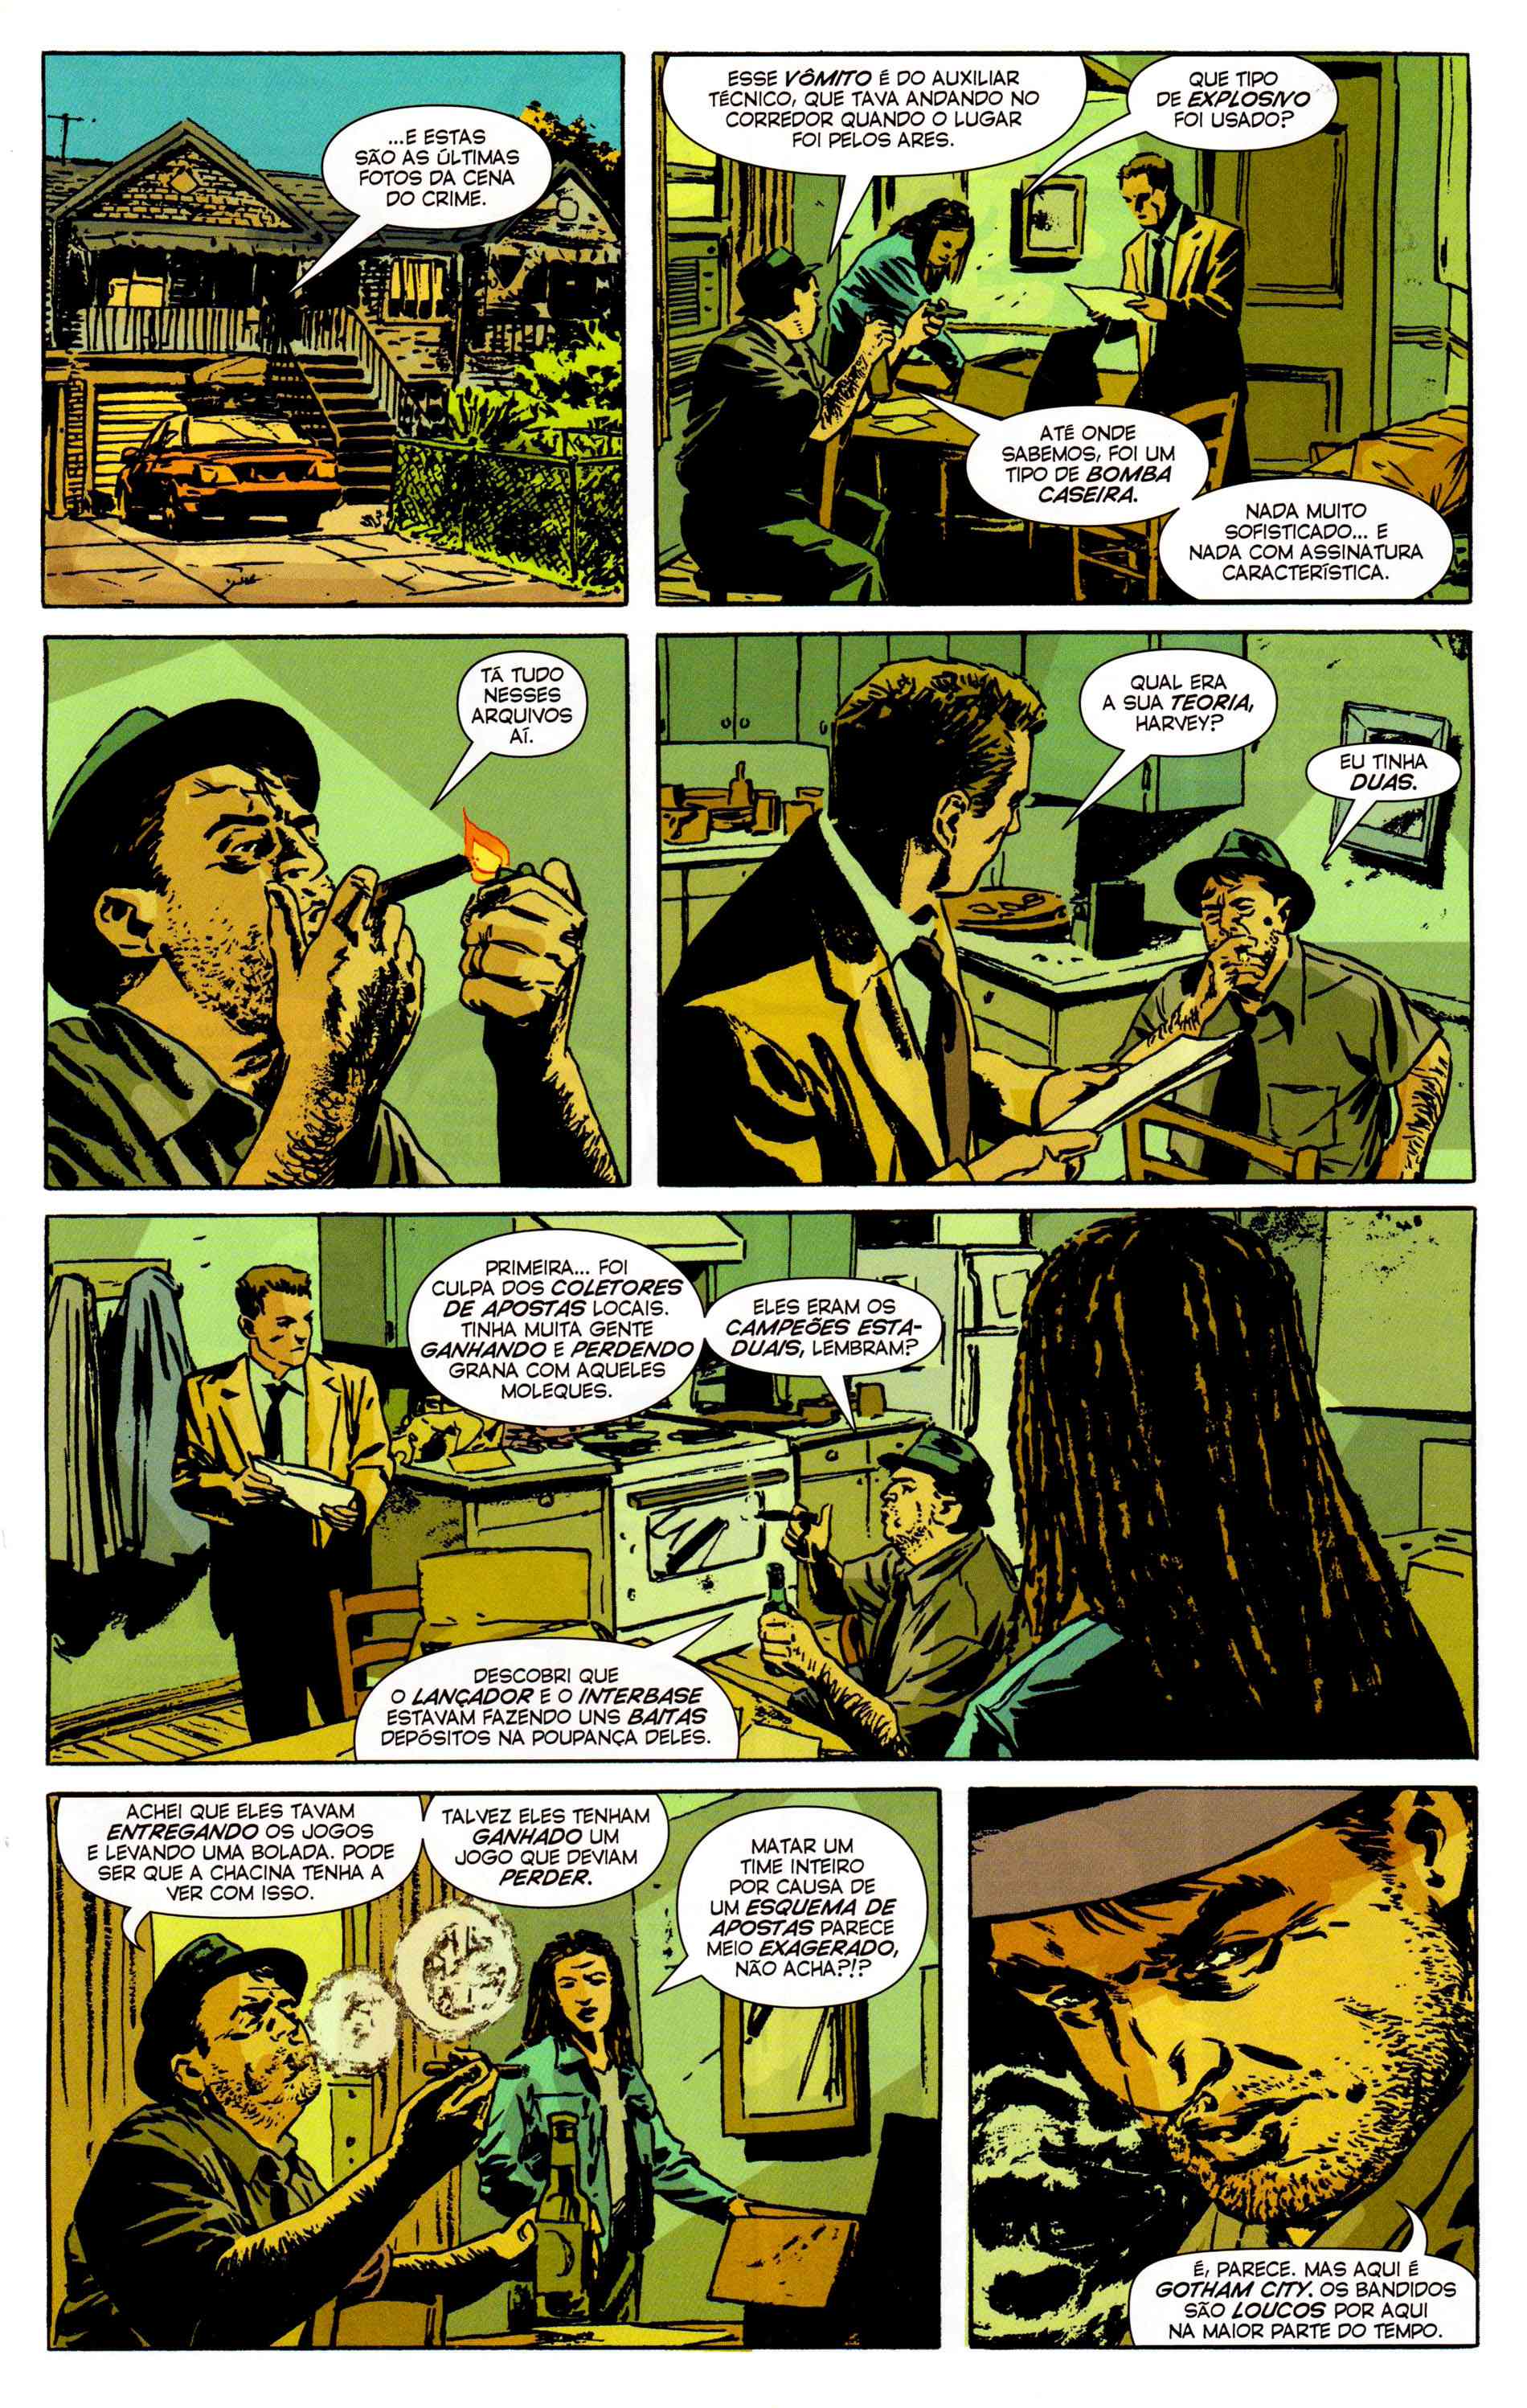 ...E ESTAS
SÃO AS ÚLTIMAS
FOTOS DA CENA
DO CRIME.
ESSE VÔMITO É DO AUXILIAR
TÉCNICO, QUE TAVA ANDANDO NO
CORREDOR QUANDO O LUGAR
FOI PELOS ARES.
QUE TIPO
DE EXPLOSIVO
FOI USADO?
ATÉ ONDE
SABEMOS, FOI UM
TIPO DE BOMBA
CASEIRA.
NADA MUITO
SOFISTICADO... E
NADA COM ASSINATURA
CARACTERÍSTICA.
TÁ TUDO
NESSES
ARQUIVOS
AÍ.
QUAL ERA
A SUA TEORIA,
HARVEY?
EU TINHA
DUAS.
PRIMEIRA... FOI
CULPA DOS COLETORES
DE APOSTAS LOCAIS.
TINHA MUITA GENTE
GANHANDO E PERDENDO
GRANA COM AQUELES
MOLEQUES.
ELES ERAM OS
CAMPEÕES ESTA-
DUAIS, LEMBRAM?
DESCOBRI QUE
O LANÇADOR E O INTERBASE
ESTAVAM FAZENDO UNS BAITAS
DEPÓSITOS NA POUPANÇA DELES.
ACHEI QUE ELES TAVAM
ENTREGANDO OS JOGOS
E LEVANDO UMA BOLADA. PODE
SER QUE A CHACINA TENHA A
VER COM ISSO.
TALVEZ ELES TENHAM
GANHADO UM
JOGO QUE DEVIAM
PERDER.
MATAR UM
TIME INTEIRO
POR CAUSA DE
UM ESQUEMA DE
APOSTAS PARECE
MEIO EXAGERADO,
NÃO ACHA?!?
É, PARECE. MAS AQUI É
GOTHAM CITY. OS BANDIDOS
SÃO LOUCOS POR AQUI
NA MAIOR PARTE DO TEMPO.